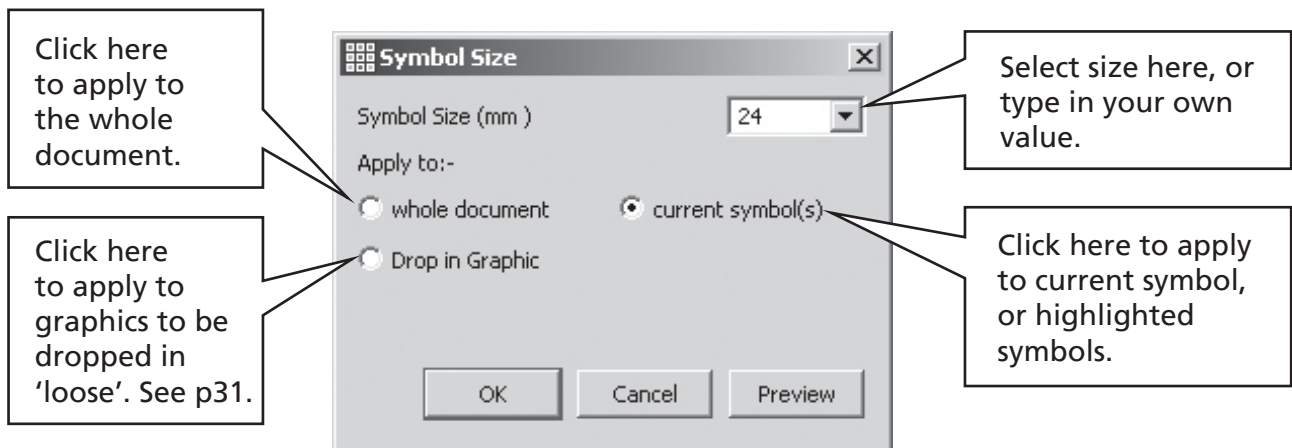 Click here
to apply to
the whole
document.
Symbol Size
Symbol Size (mm )
24
Select size here, or
type in your own
value.
Apply to:-
whole document
current symbol(s)
Drop in Graphic
Click here
to apply to
graphics to be
dropped in
‘loose’. See p31.
Click here to apply
to current symbol,
or highlighted
symbols.
OK
Cancel
Preview